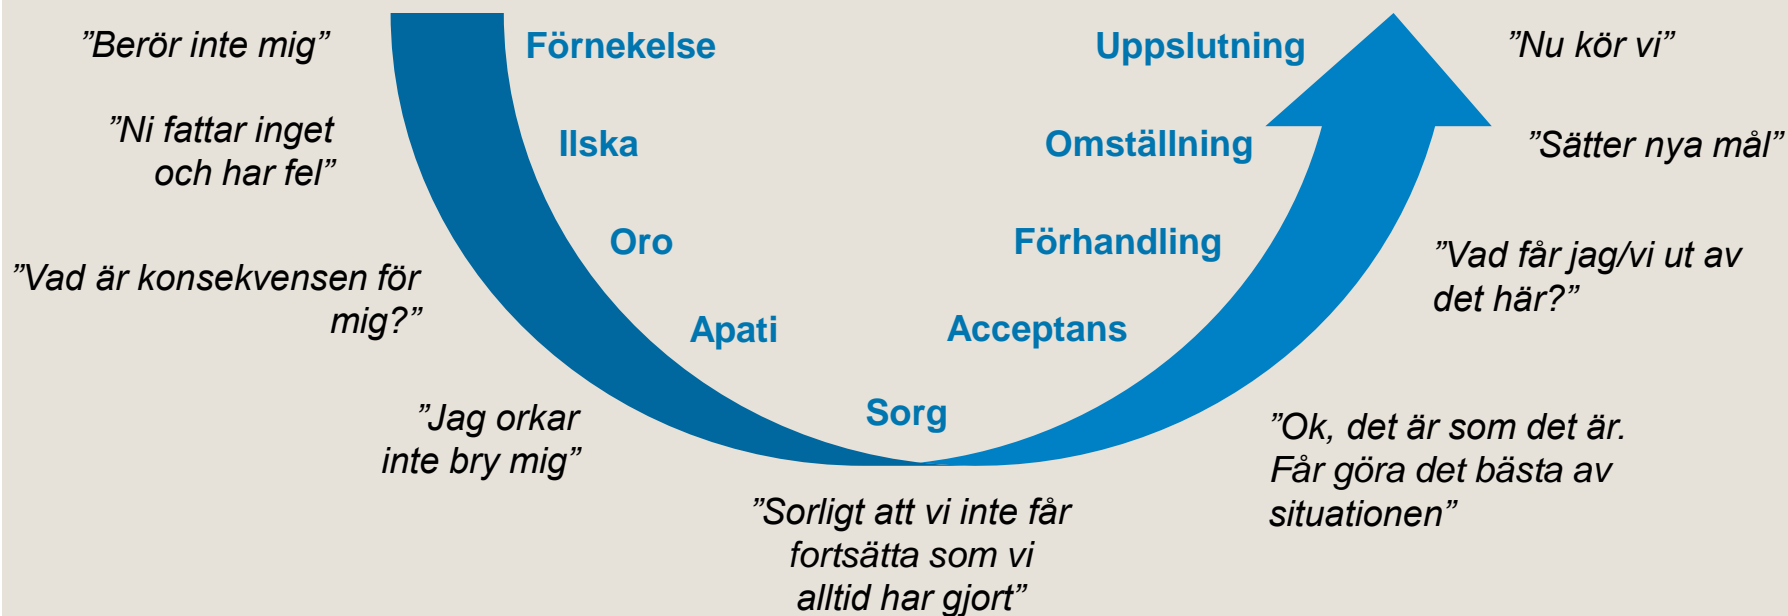 ”Berör inte mig”
Förnekelse
Uppslutning
”Nu kör vi”
”Ni fattar inget
och har fel”
Ilska
Omställning
”Sätter nya mål”
Oro
Förhandling
”Vad är konsekvensen för
mig?”
”Vad får jag/vi ut av
det här?”
Apati
Acceptans
”Jag orkar
inte bry mig”
Sorg
”Ok, det är som det är.
Får göra det bästa av
situationen”
”Sorligt att vi inte får
fortsätta som vi
alltid har gjort”